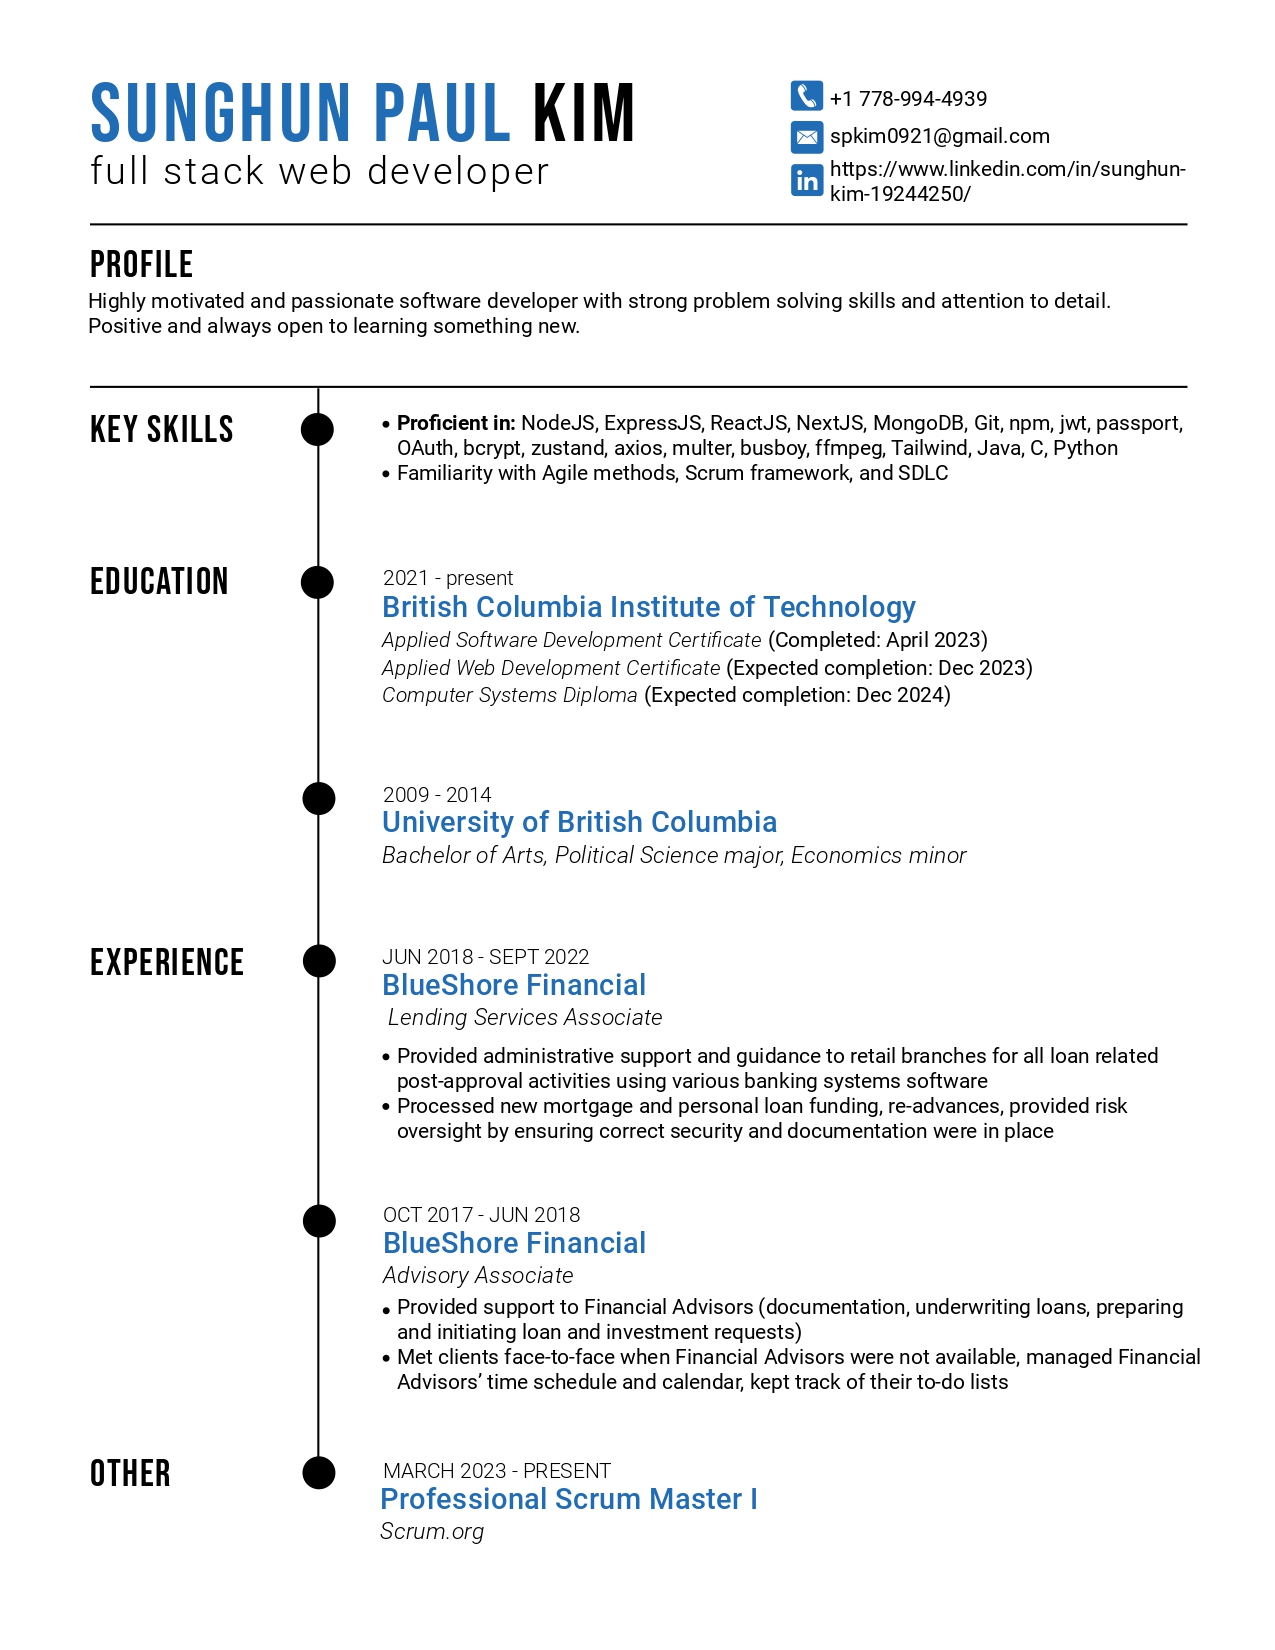 SUNGHUN PAUL KIM
full stack web developer
+1 778-994-4939
spkim0921@gmail.com
in https://www.linkedin.com/in/sunghun-
kim-19244250/
PROFILE
Highly motivated and passionate software developer with strong problem solving skills and attention to detail.
Positive and always open to learning something new.
KEY SKILLS
• Proficient in: NodeJS, ExpressJS, ReactJS, NextJS, MongoDB, Git, npm, jwt, passport,
OAuth, bcrypt, zustand, axios, multer, busboy, ffmpeg, Tailwind, Java, C, Python
• Familiarity with Agile methods, Scrum framework, and SDLC
EDUCATION
2021 - present
British Columbia Institute of Technology
Applied Software Development Certificate (Completed: April 2023)
Applied Web Development Certificate (Expected completion: Dec 2023)
Computer Systems Diploma (Expected completion: Dec 2024)
2009 - 2014
University of British Columbia
Bachelor of Arts, Political Science major, Economics minor
EXPERIENCE
JUN 2018 - SEPT 2022
BlueShore Financial
Lending Services Associate
• Provided administrative support and guidance to retail branches for all loan related
post-approval activities using various banking systems software
• Processed new mortgage and personal loan funding, re-advances, provided risk
oversight by ensuring correct security and documentation were in place
OCT 2017 - JUN 2018
BlueShore Financial
Advisory Associate
• Provided support to Financial Advisors (documentation, underwriting loans, preparing
and initiating loan and investment requests)
• Met clients face-to-face when Financial Advisors were not available, managed Financial
Advisors’ time schedule and calendar, kept track of their to-do lists
OTHER
MARCH 2023 - PRESENT
Professional Scrum Master I
Scrum.org